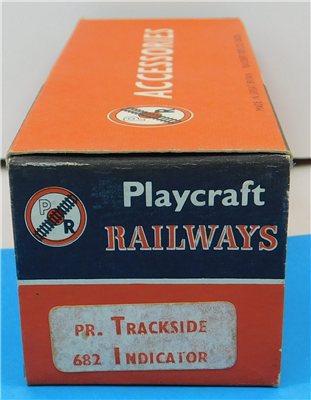 ACCESSORIES
P R
Playcraft
RAILWAYS
PR. TRACKSIDE
682 INDICATOR